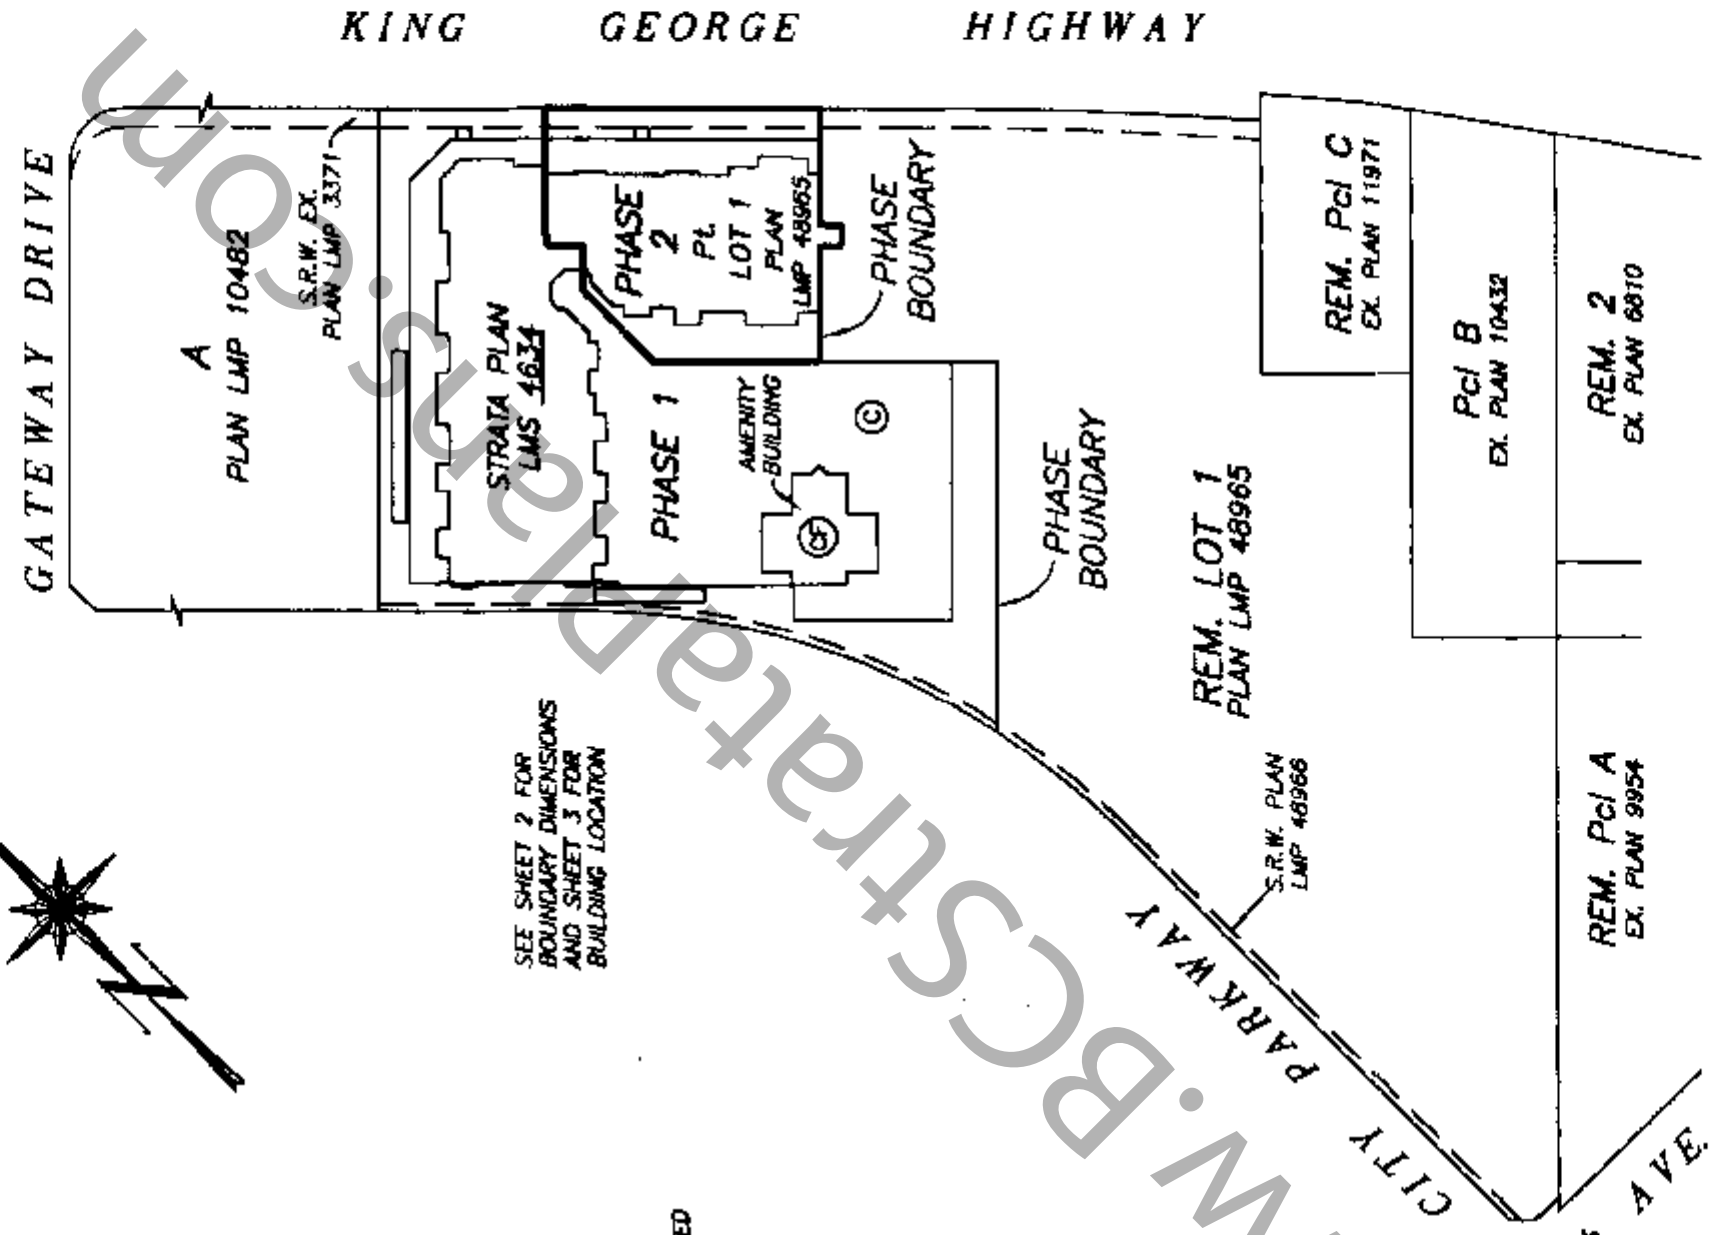 KING GEORGE HIGHWAY
GATEWAY DRIVE
A
PLAN LMP 10482
S.R.W. EX.
PLAN LMP 3371
STRATA PLAN
LMS 4634
PHASE 1
PHASE
2
Pt.
LOT 1
PLAN
LMP 48965
PHASE
BOUNDARY
AMENITY
BUILDING
CF
C
PHASE
BOUNDARY
REM. LOT 1
PLAN LMP 48965
REM. Pcl C
EX. PLAN 11971
Pcl B
EX. PLAN 10432
REM. 2
EX. PLAN 6810
REM. Pcl A
EX. PLAN 9954
S.R.W. PLAN
LMP 48966
SEE SHEET 2 FOR
BOUNDARY DIMENSIONS
AND SHEET 3 FOR
BUILDING LOCATION
CITY PARKWAY
AVE.
ED
w.BCStrataPlans.com